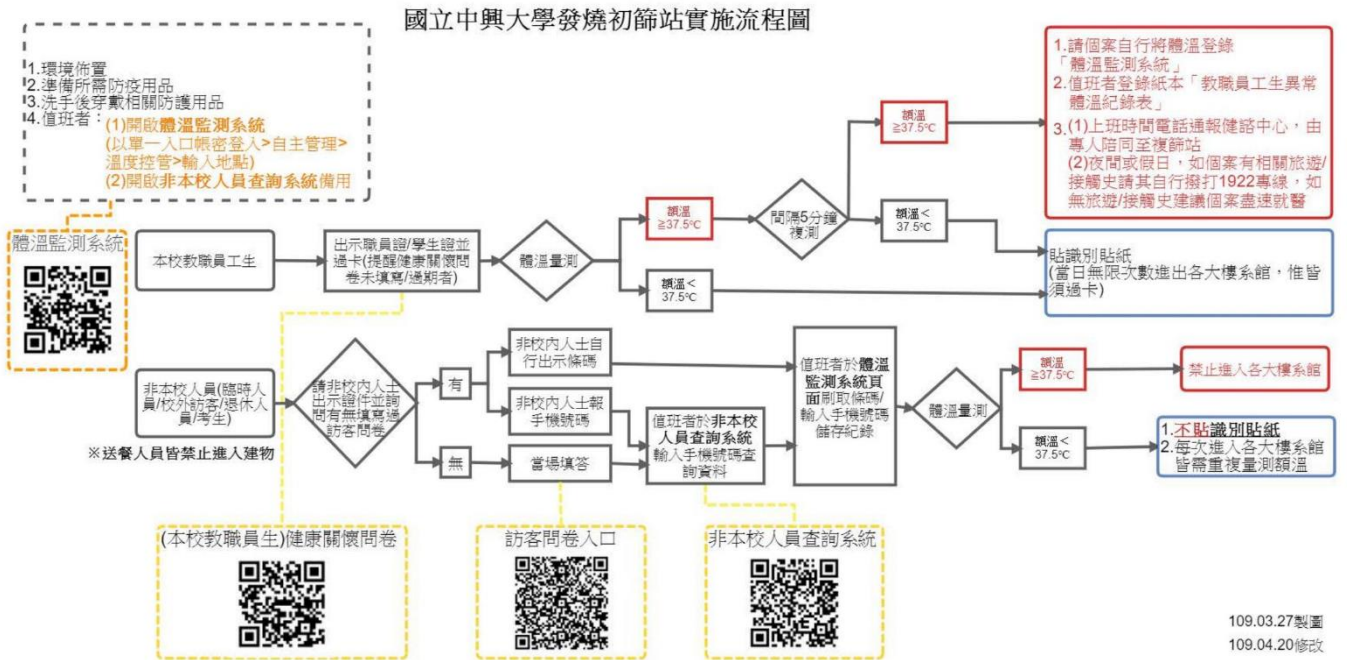 國立中興大學發燒初篩站實施流程圖
1.環境佈置
2.準備所需防疫用品
3.洗手後穿戴相關防護用品
4.值班者：
(1)開啟體溫監測系統
(以單一入口帳密登入>自主管理>
溫度控管>輸入地點)
(2)開啟非本校人員查詢系統備用
體溫監測系統
本校教職員工生
出示職員證/學生證並
過卡(提醒健康關懷問
卷未填寫/過期者)
體溫量測
額溫
≧37.5℃
額溫<
37.5℃
間隔5分鐘
複測
額溫
≧37.5℃
額溫<
37.5℃
1.請個案自行將體溫登錄
「體溫監測系統」
2.值班者登錄紙本「教職員工生異常
體溫紀錄表」
3.(1)上班時間電話通報健諮中心，由
專人陪同至複篩站
(2)夜間或假日，如個案有相關旅遊/
接觸史請其自行撥打1922專線，如
無旅遊/接觸史建議個案盡速就醫
貼識別貼紙
(當日無限次數進出各大樓系館，惟皆
須過卡)
非本校人員(臨時人
員/校外訪客/退休人
員/考生)
※送餐人員皆禁止進入建物
請非校內人士
出示證件並詢
問有無填寫過
訪客問卷
有
無
非校內人士自
行出示條碼
非校內人士報
手機號碼
當場填答
值班者於非本校
人員查詢系統
輸入手機號碼查
詢資料
值班者於體溫
監測系統頁
面刷取條碼/
輸入手機號碼
儲存紀錄
體溫量測
額溫
≧37.5℃
額溫<
37.5℃
禁止進入各大樓系館
1.不貼識別貼紙
2.每次進入各大樓系館
皆需重複量測額溫
(本校教職員生)健康關懷問卷
訪客問卷入口
非本校人員查詢系統
109.03.27製圖
109.04.20修改